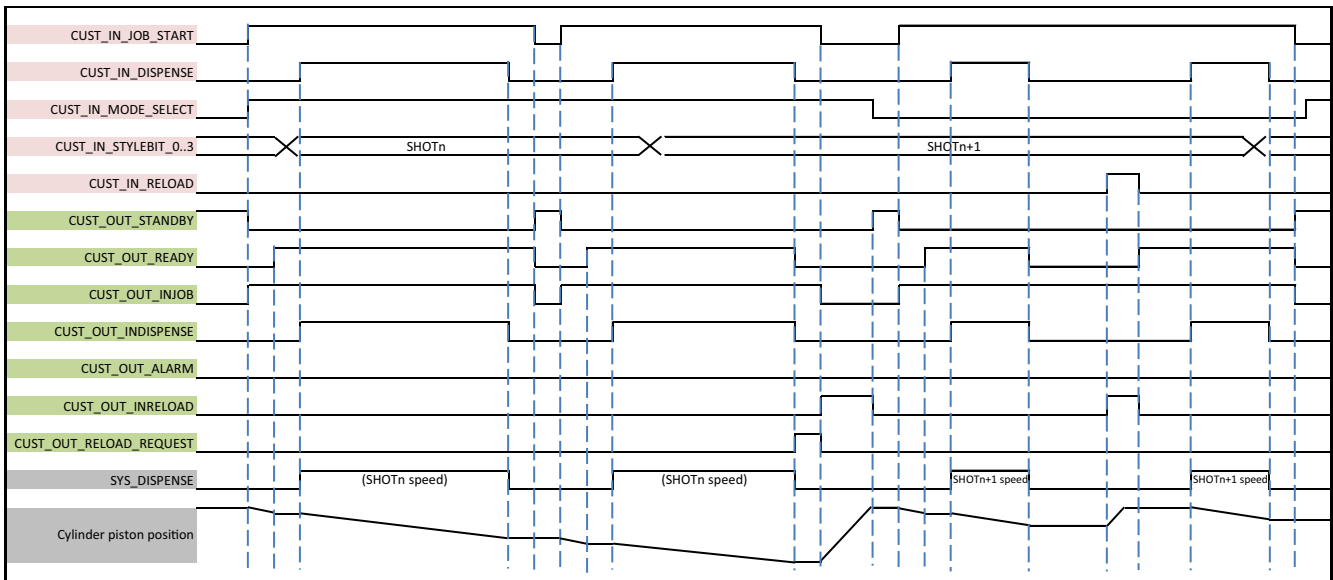 CUST_IN_JOB_START
CUST_IN_DISPENSE
CUST_IN_MODE_SELECT
CUST_IN_STYLEBIT_0..3
SHOTn
SHOTn+1
CUST_IN_RELOAD
CUST_OUT_STANDBY
CUST_OUT_READY
CUST_OUT_INJOB
CUST_OUT_INDISPENSE
CUST_OUT_ALARM
CUST_OUT_INRELOAD
CUST_OUT_RELOAD_REQUEST
SYS_DISPENSE
(SHOTn speed)
(SHOTn speed)
(SHOTn+1 speed)
(SHOTn+1 speed)
Cylinder piston position